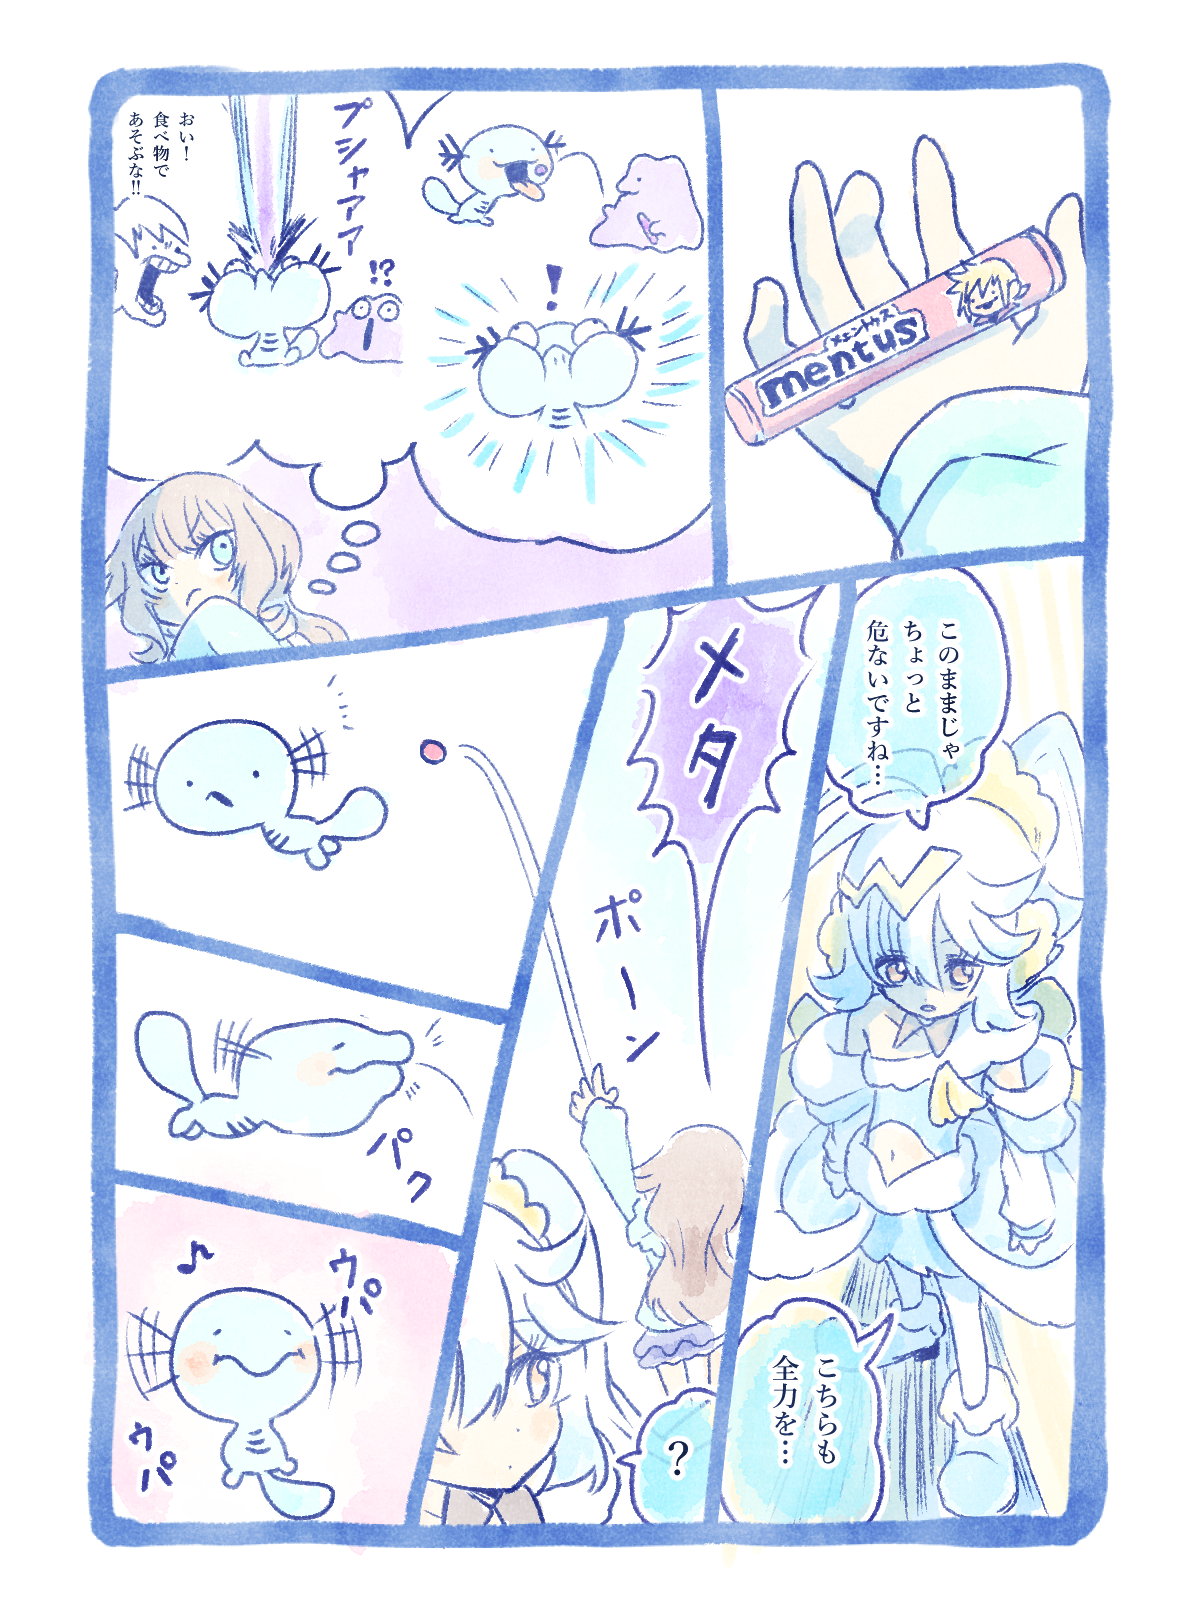 メェントゥス
mentus
!
プシャアアア
!?
おい!
食べ物で
あそぶな!!
このままじゃ
ちょっと
危ないですね…
こちらも
全力を…
メタ
ポーン
?
パク
ウパ
♪
ウパ